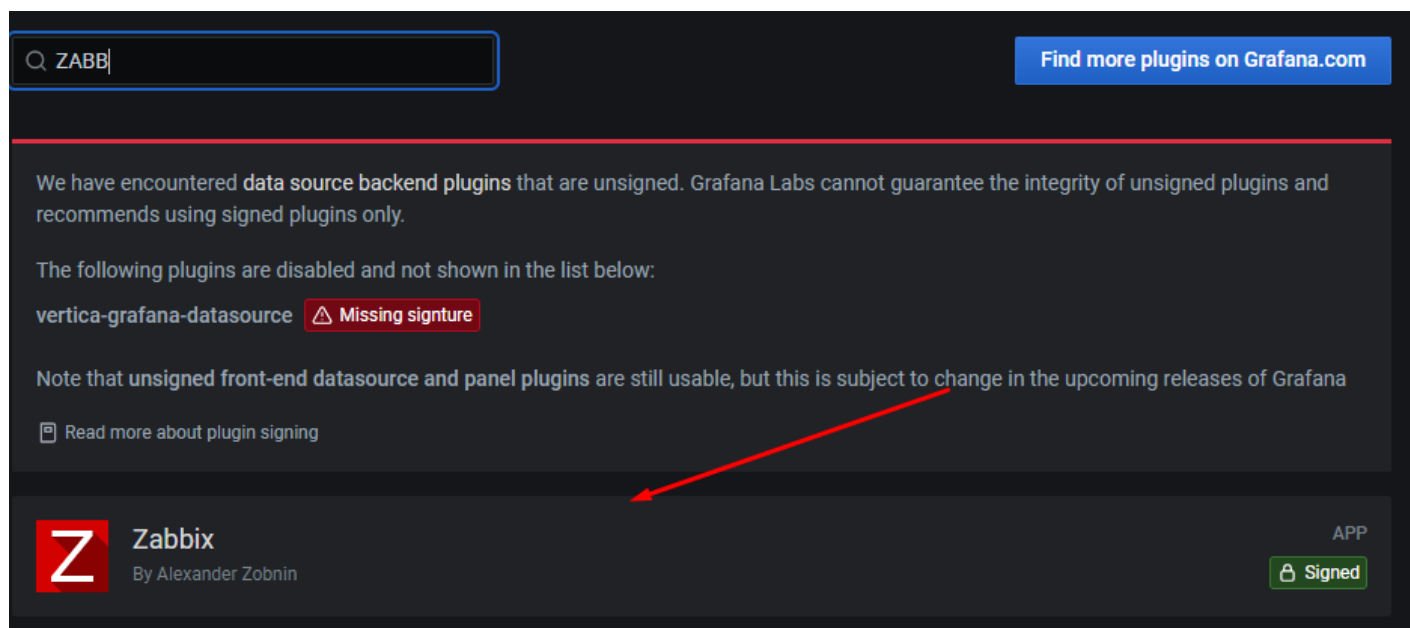 ZABB
Find more plugins on Grafana.com
We have encountered data source backend plugins that are unsigned. Grafana Labs cannot guarantee the integrity of unsigned plugins and
recommends using signed plugins only.
The following plugins are disabled and not shown in the list below:
vertica-grafana-datasource Missing signture
Note that unsigned front-end datasource and panel plugins are still usable, but this is subject to change in the upcoming releases of Grafana
Read more about plugin signing
Z
Zabbix
APP
By Alexander Zobnin
Signed